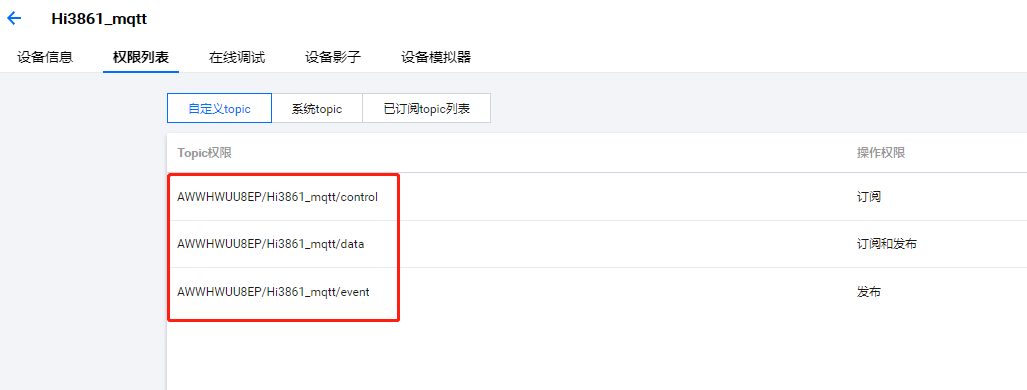 Hi3861_mqtt
设备信息 权限列表 在线调试 设备影子 设备模拟器
自定义topic 系统topic 已订阅topic列表
Topic权限 操作权限
AWWHWUU8EP/Hi3861_mqtt/control 订阅
AWWHWUU8EP/Hi3861_mqtt/data 订阅和发布
AWWHWUU8EP/Hi3861_mqtt/event 发布